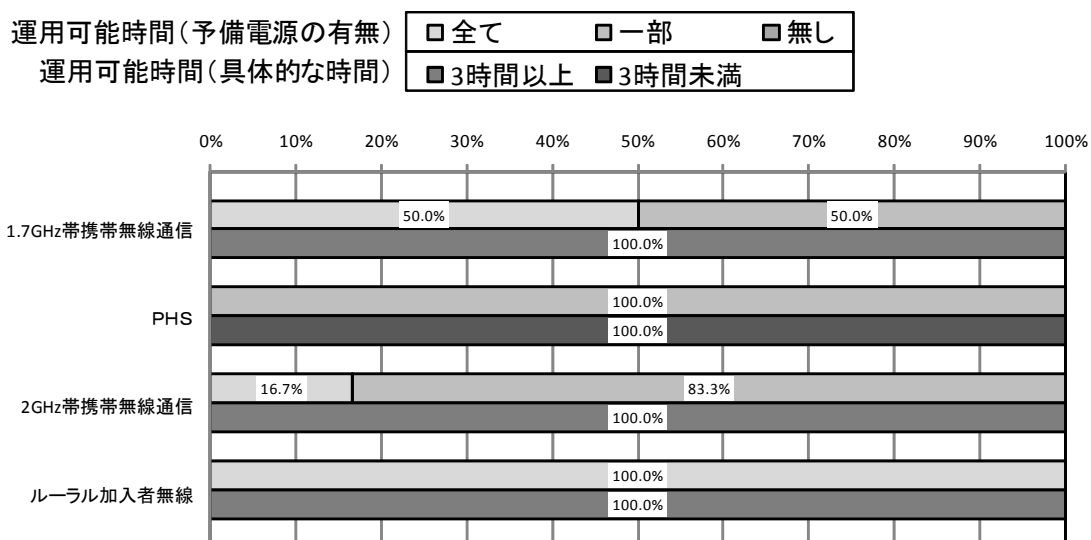 運用可能時間(予備電源の有無) 全て 一部 無し
運用可能時間(具体的な時間) 3時間以上 3時間未満
0% 10% 20% 30% 40% 50% 60% 70% 80% 90% 100%
1.7GHz帯携帯無線通信
50.0% 50.0%
100.0%
PHS
100.0%
100.0%
2GHz帯携帯無線通信
16.7% 83.3%
100.0%
ルーラル加入者無線
100.0%
100.0%